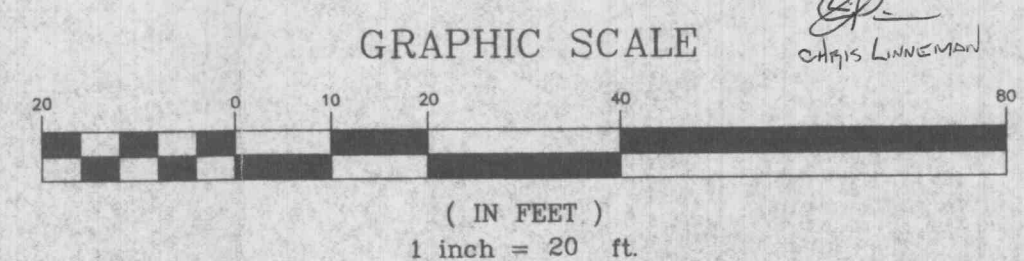 GRAPHIC SCALE
CHRIS LINNEMAN
20 0 10 20 40 80
( IN FEET )
1 inch = 20 ft.